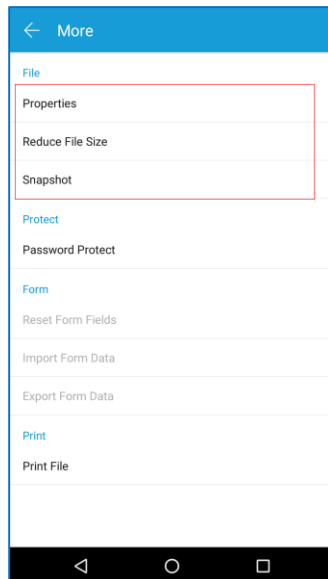 More
File
Properties
Reduce File Size
Snapshot
Protect
Password Protect
Form
Reset Form Fields
Import Form Data
Export Form Data
Print
Print File